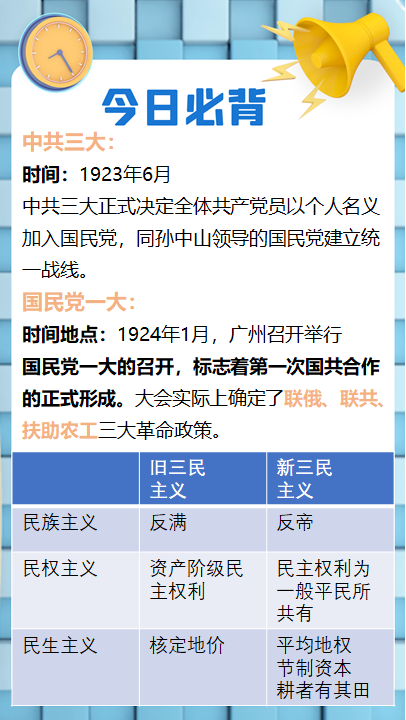 今日必背
中共三大：
时间：1923年6月
中共三大正式决定全体共产党员以个人名义
加入国民党，同孙中山领导的国民党建立统
一战线。
国民党一大：
时间地点：1924年1月，广州召开举行
国民党一大的召开，标志着第一次国共合作
的正式形成。大会实际上确定了联俄、联共、
扶助农工三大革命政策。
旧三民
主义
新三民
主义
民族主义
反满
反帝
民权主义
资产阶级民
主权利
民主权利为
一般平民所
共有
民生主义
核定地价
平均地权
节制资本
耕者有其田